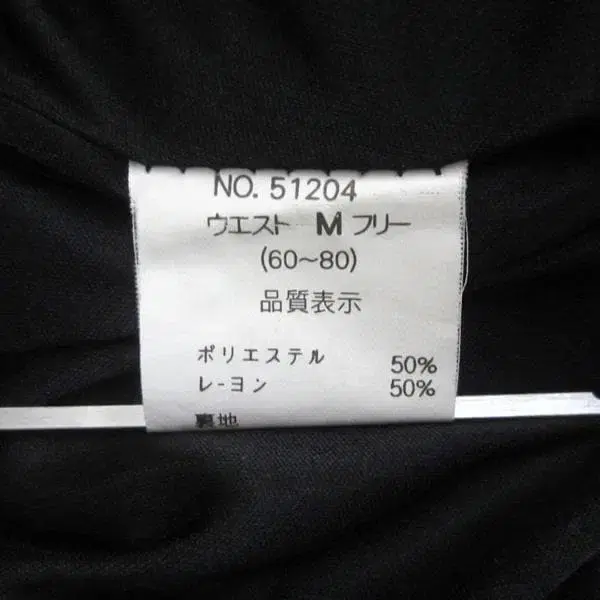 NO. 51204
ウエスト M フリー
(60～80)
品質表示
ポリエステル 50%
レーヨン 50%
裏地